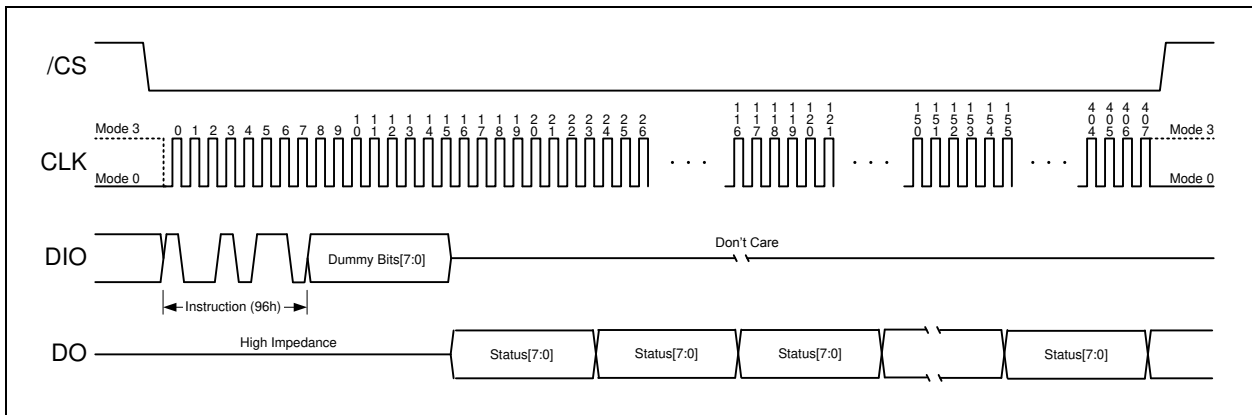 /CS
Mode 3
0 1 2 3 4 5 6 7 8 9 10 11 12 13 14 15 16 17 18 19 20 21 22 23 24 25 26
116 117 118 119 120 121
150 151 152 153 154 155
404 405 406 407
Mode 3
CLK
. . .
. . .
. . .
Mode 0
Mode 0
DIO
Dummy Bits[7:0]
Don't Care
Instruction (96h)
High Impedance
DO
Status[7:0]
Status[7:0]
Status[7:0]
Status[7:0]